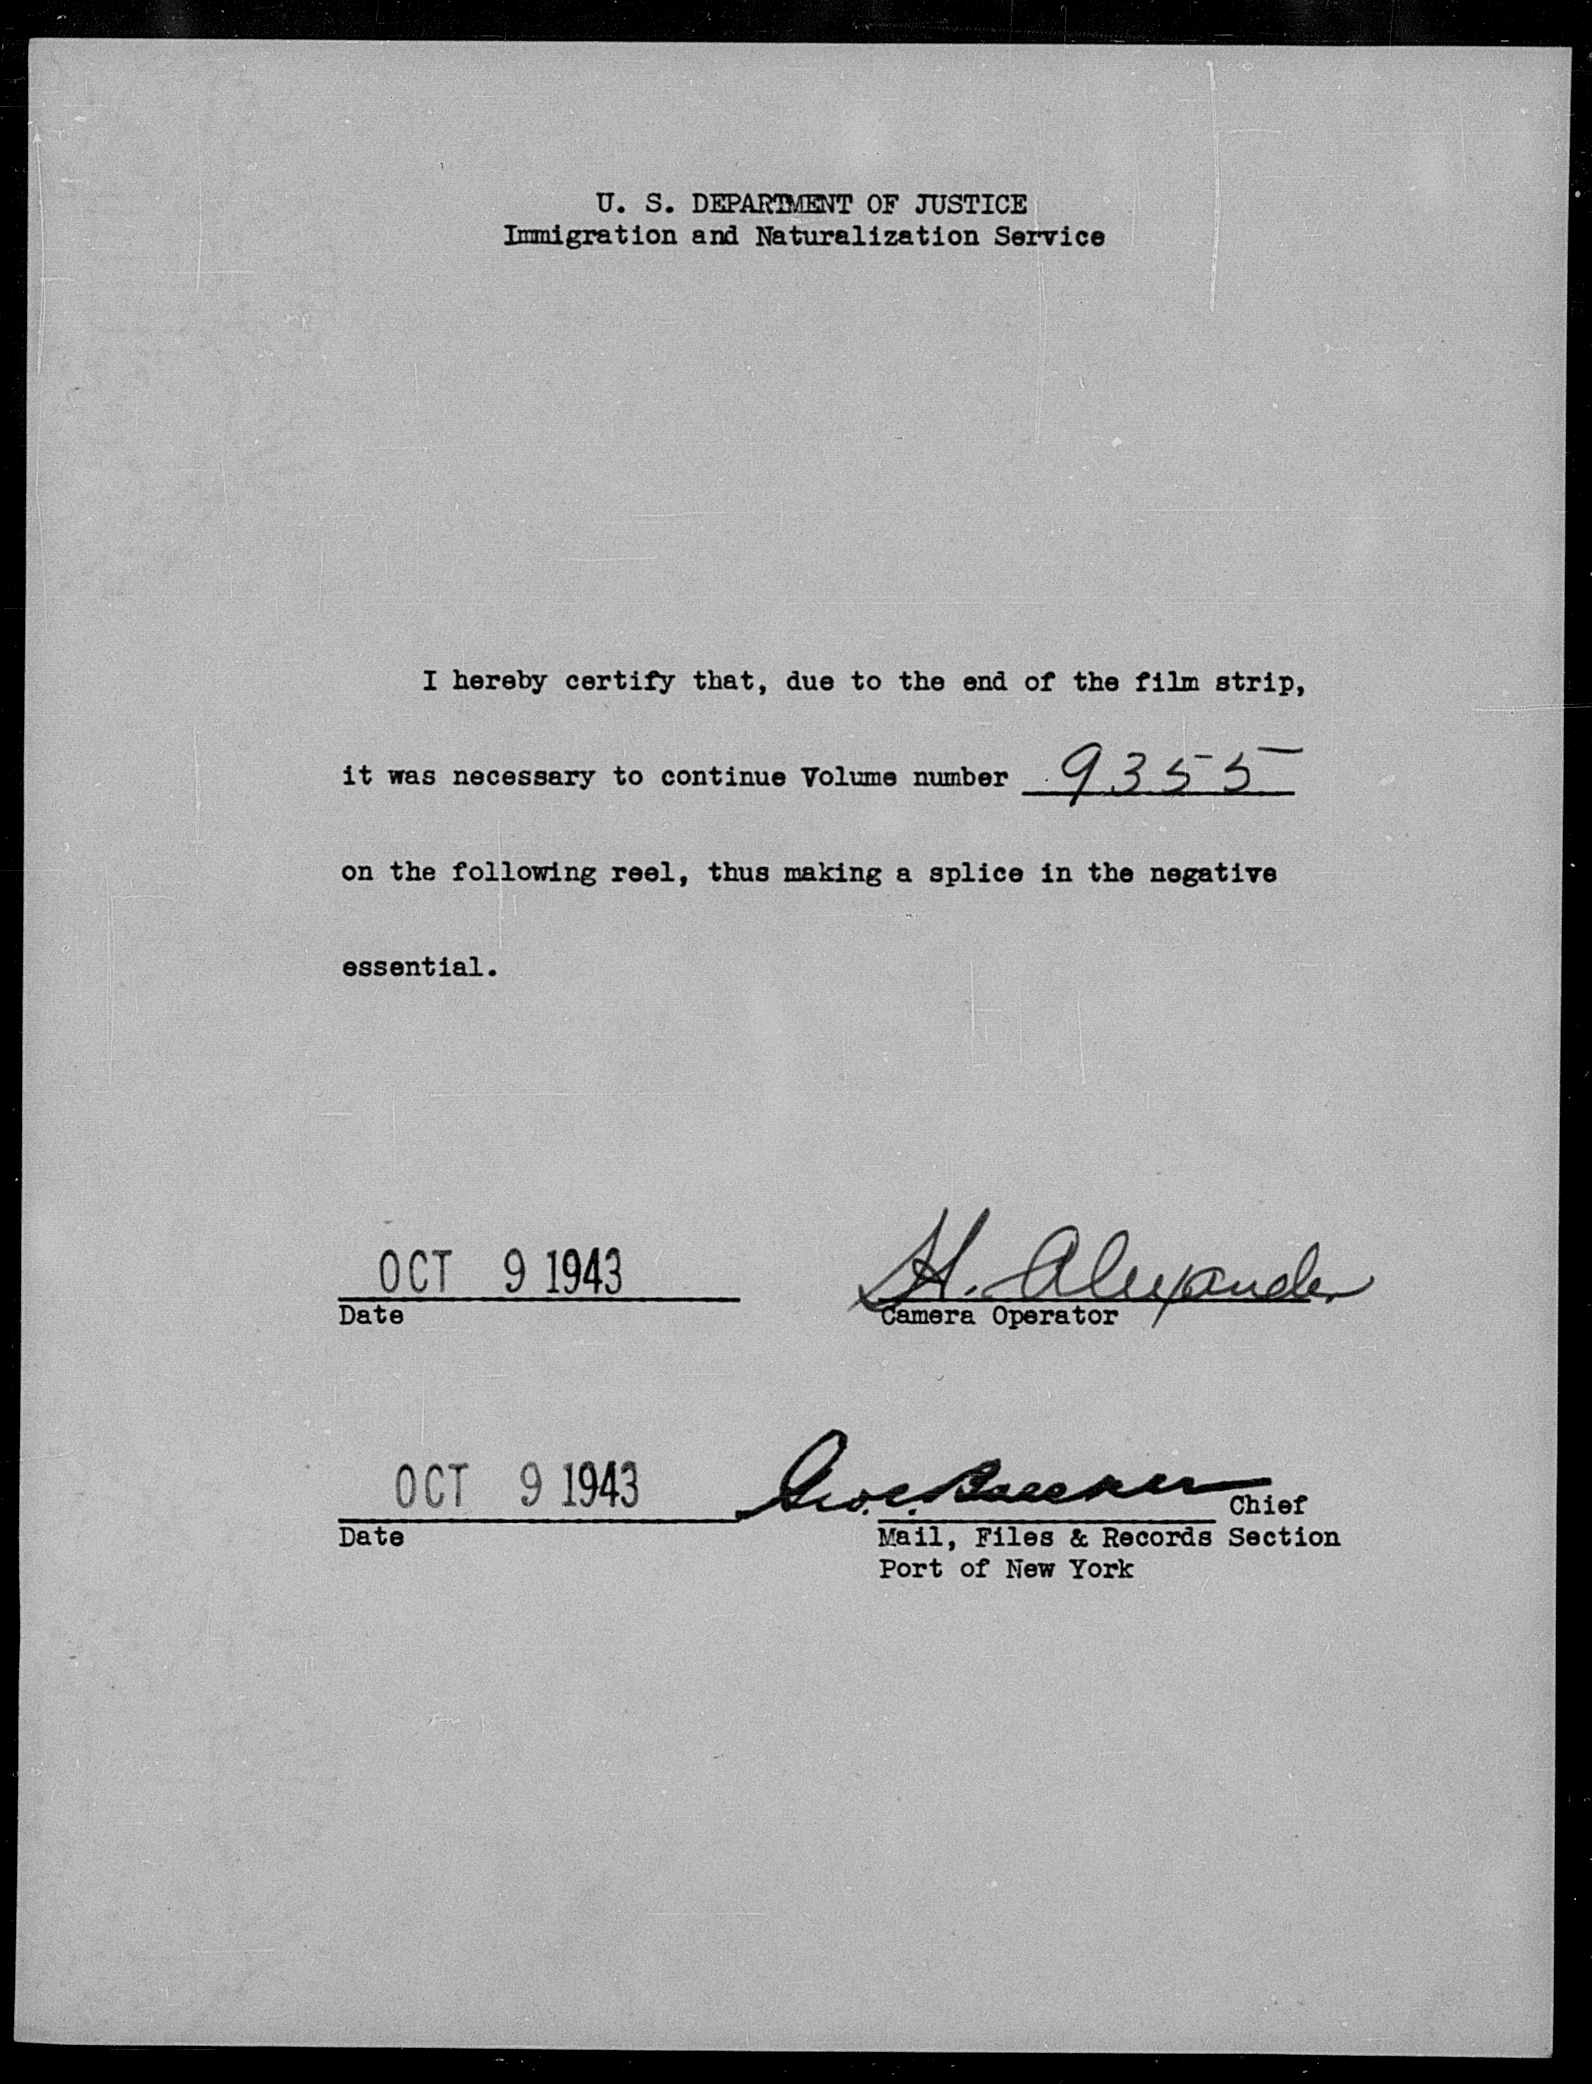 U. S. DEPARTMENT OF JUSTICE
Immigration and Naturalization Service
I hereby certify that, due to the end of the film strip,
it was necessary to continue Volume number 9355
on the following reel, thus making a splice in the negative
essential.
OCT 9 1943 H. Alexander
Date Camera Operator
OCT 9 1943 Geo. C. Chief
Date Mail, Files & Records Section
Port of New York